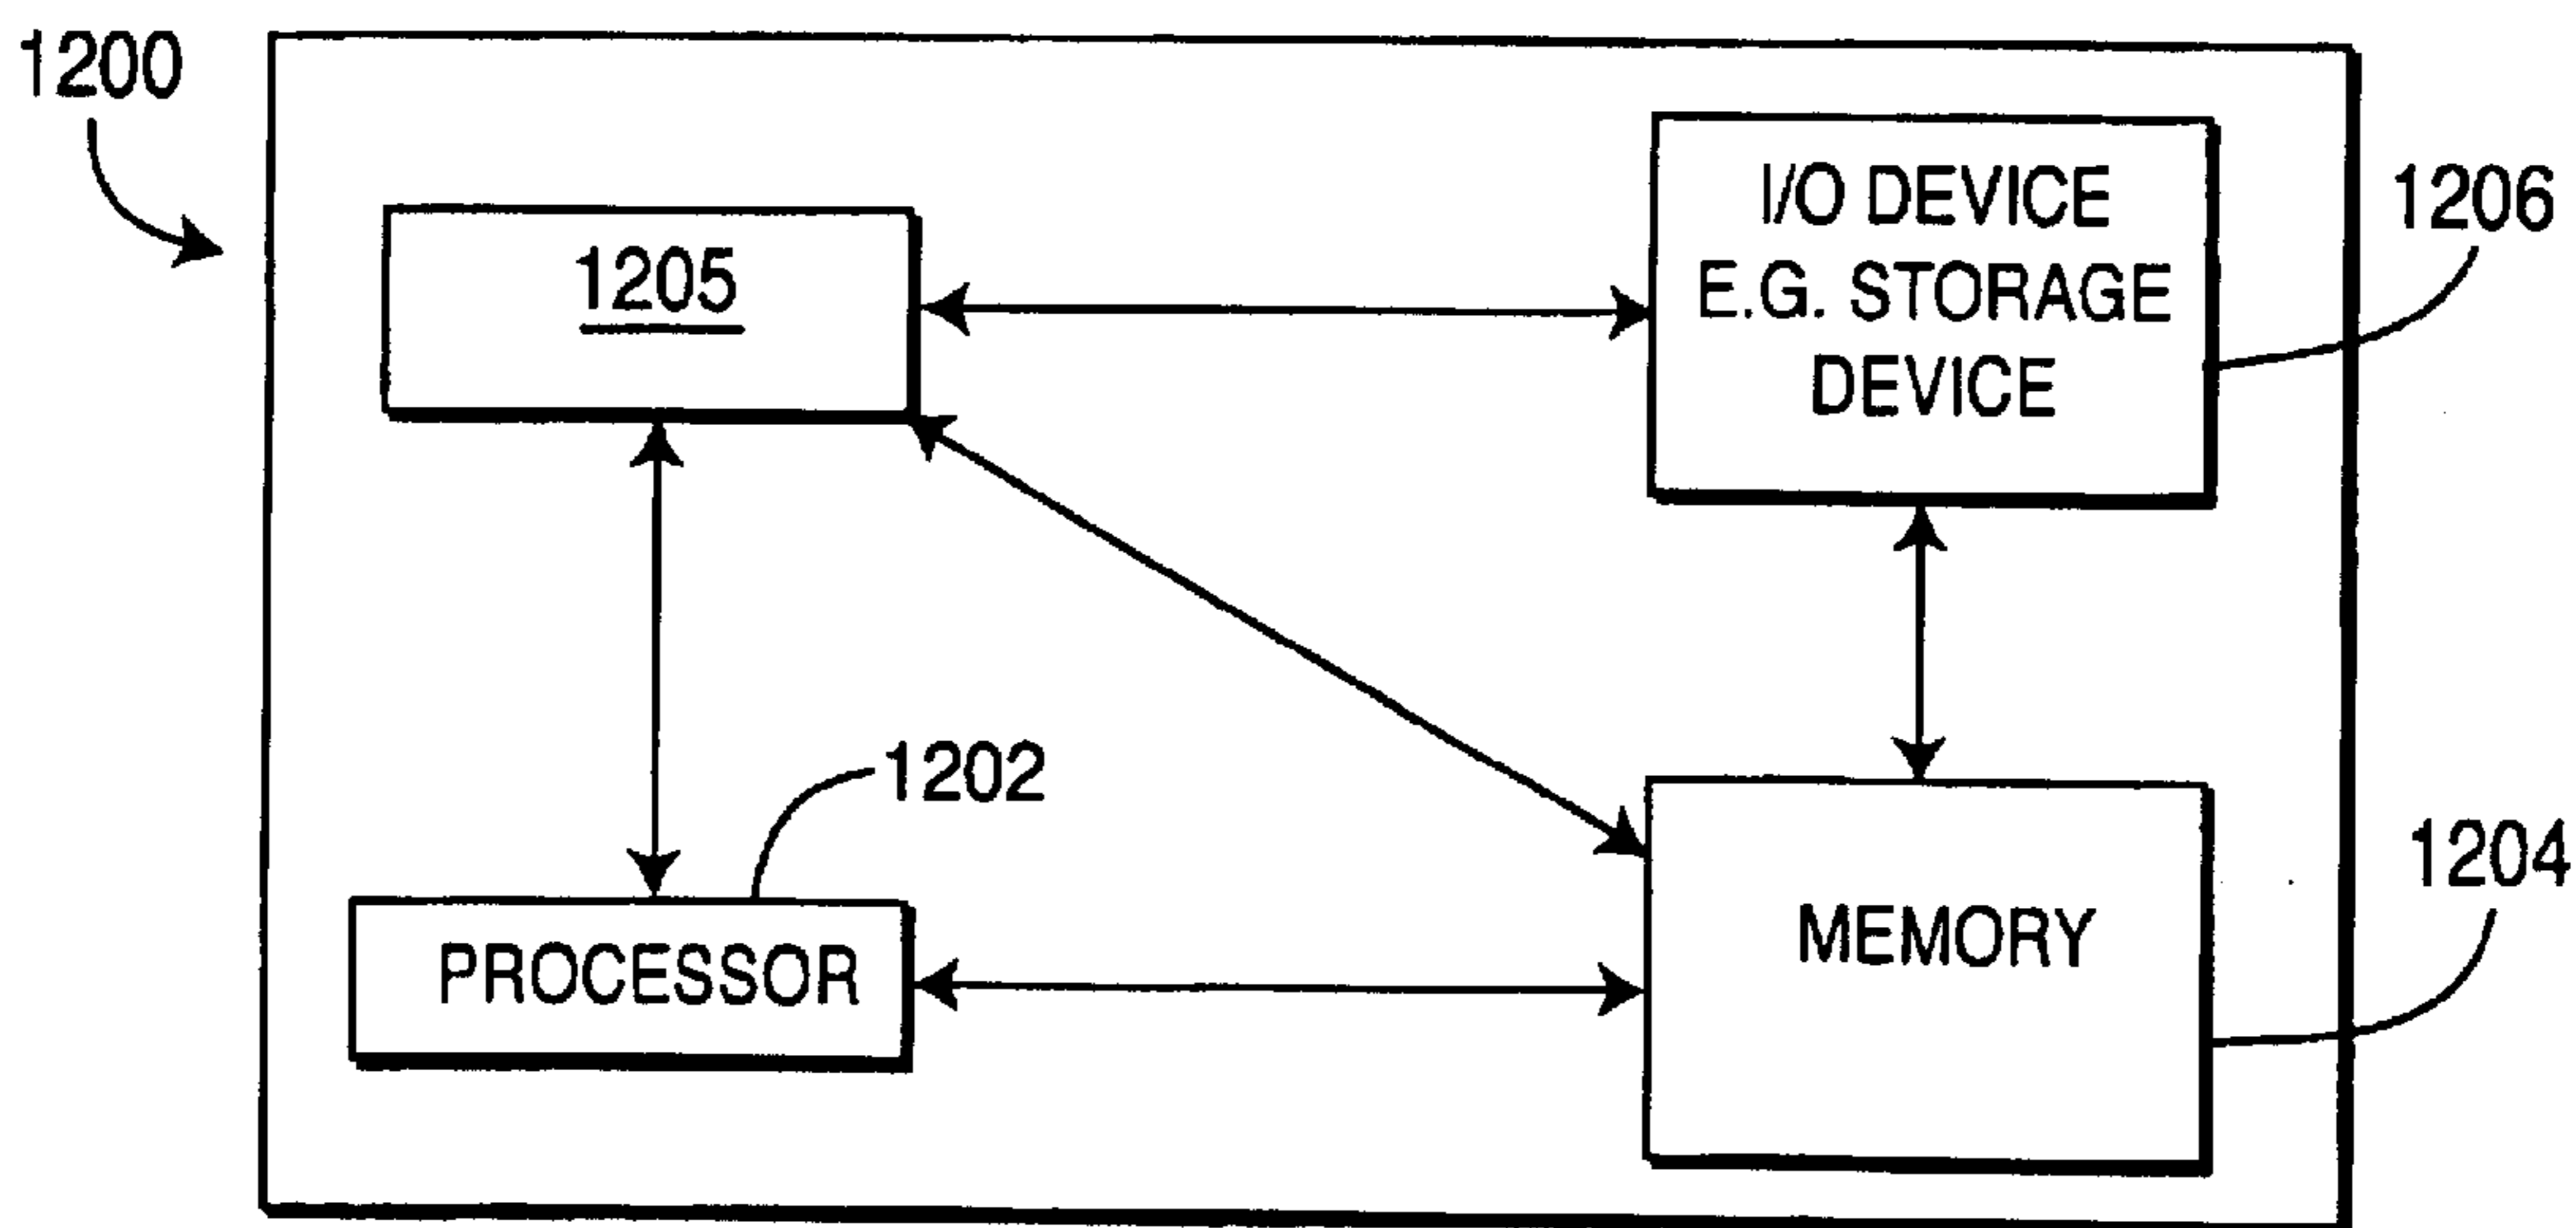 1200
1205
I/O DEVICE
E.G. STORAGE
DEVICE
1206
1202
PROCESSOR
MEMORY
1204